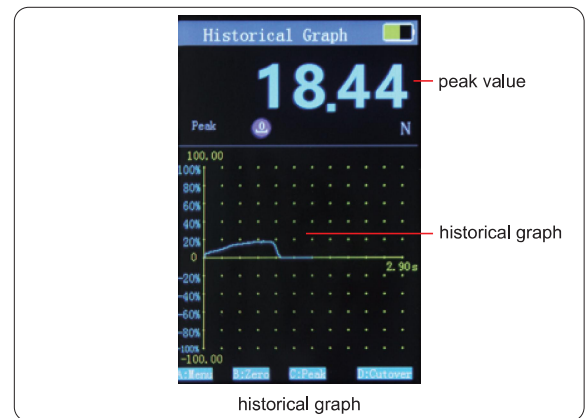 Historical Graph
18.44
peak value
Peak
N
100.00
100%
80%
60%
40%
historical graph
20%
0
2.90s
-20%
-40%
-60%
-80%
-100%
-100.00
A:Menu B:Zero C:Peak D:Cutover
historical graph